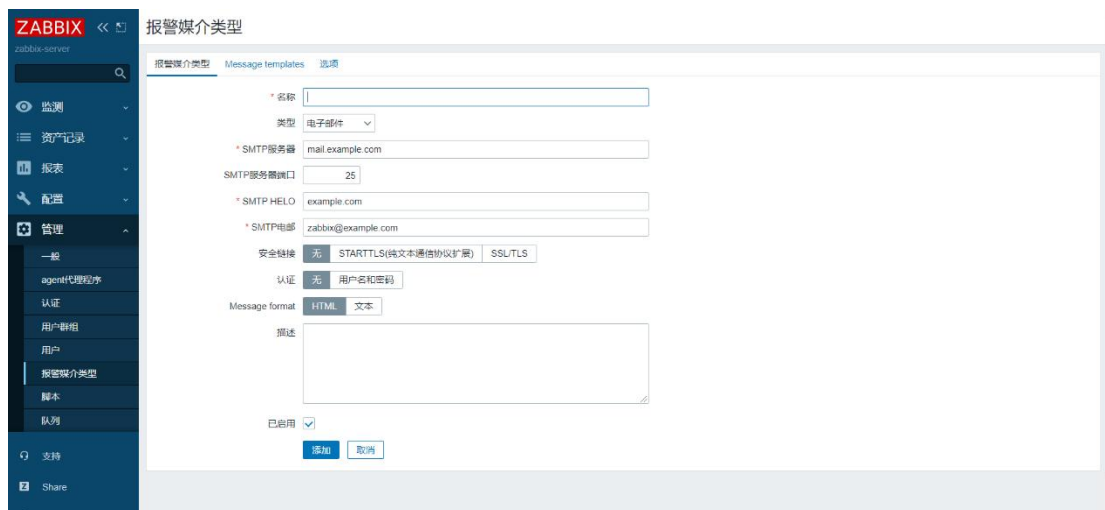 ZABBIX
报警媒介类型
zabbix-server
监测
资产记录
报表
配置
管理
一般
agent代理程序
认证
用户群组
用户
报警媒介类型
脚本
队列
支持
Share
报警媒介类型 Message templates 选项
* 名称
类型 电子邮件
* SMTP服务器 mail.example.com
SMTP服务器端口 25
* SMTP HELO example.com
* SMTP电邮 zabbix@example.com
安全链接 无 STARTTLS(纯文本通信协议扩展) SSL/TLS
认证 无 用户名和密码
Message format HTML 文本
描述
已启用
添加 取消